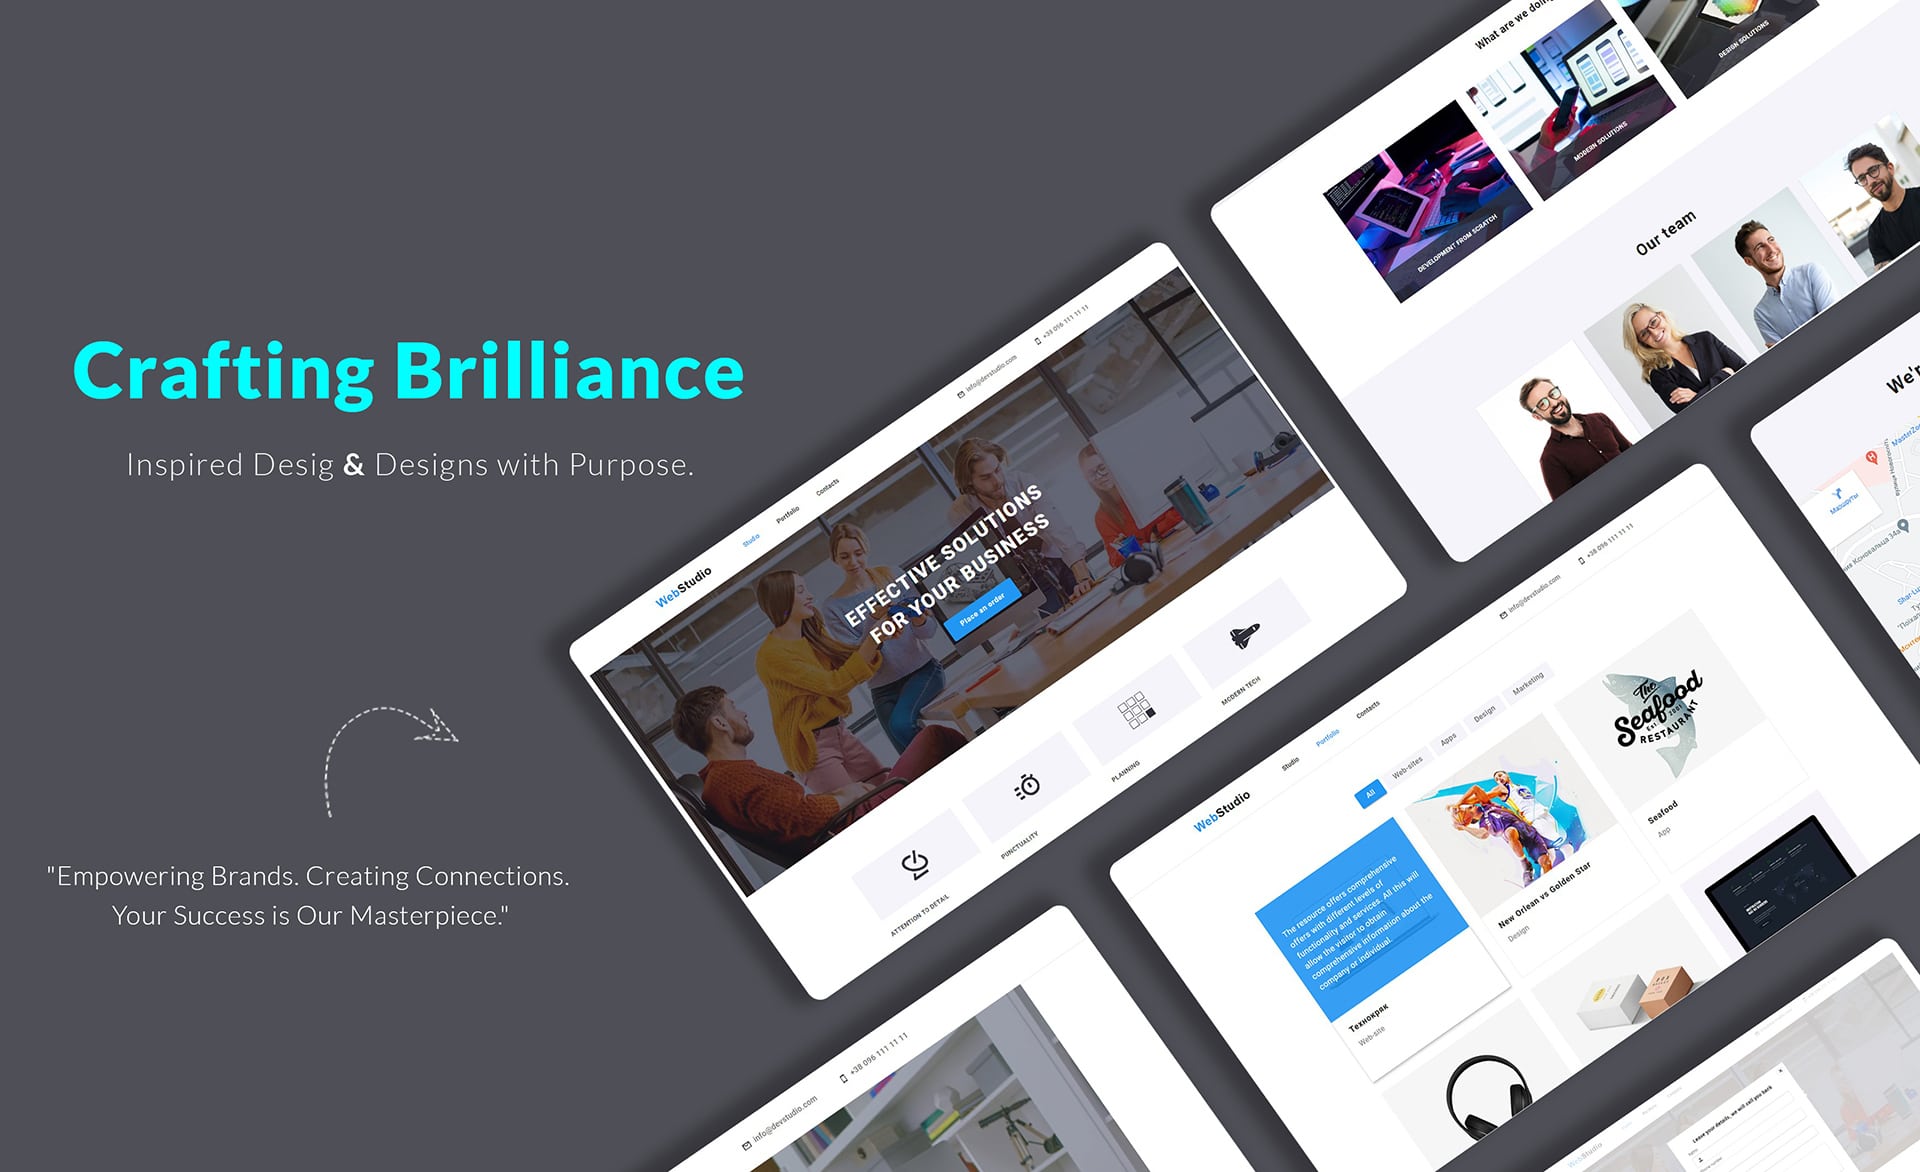 Crafting Brilliance
Inspired Desig & Designs with Purpose.
"Empowering Brands. Creating Connections.
Your Success is Our Masterpiece."
WebStudio
Studio
Portfolio
Contacts
info@devstudio.com
+38 096 111 11 11
EFFECTIVE SOLUTIONS
FOR YOUR BUSINESS
Place an order
ATTENTION TO DETAIL
PUNCTUALITY
PLANNING
MODERN TECH
What are we doing
DEVELOPMENT FROM SCRATCH
MODERN SOLUTIONS
DESIGN SOLUTIONS
Our team
We'r
Маршруты
WebStudio
Studio
Portfolio
Contacts
info@devstudio.com
+38 096 111 11 11
All
Web-sites
Apps
Design
Marketing
The resource offers comprehensive
offers with different levels of
functionality and services. All this will
allow the visitor to obtain
comprehensive information about the
company or individual.
Технокряк
Web-site
New Orlean vs Golden Star
Design
The
Seafood
Est 2001
RESTAURANT
Seafood
App
info@devstudio.com
+38 096 111 11 11
WebStudio
Leave your details, we will call you back